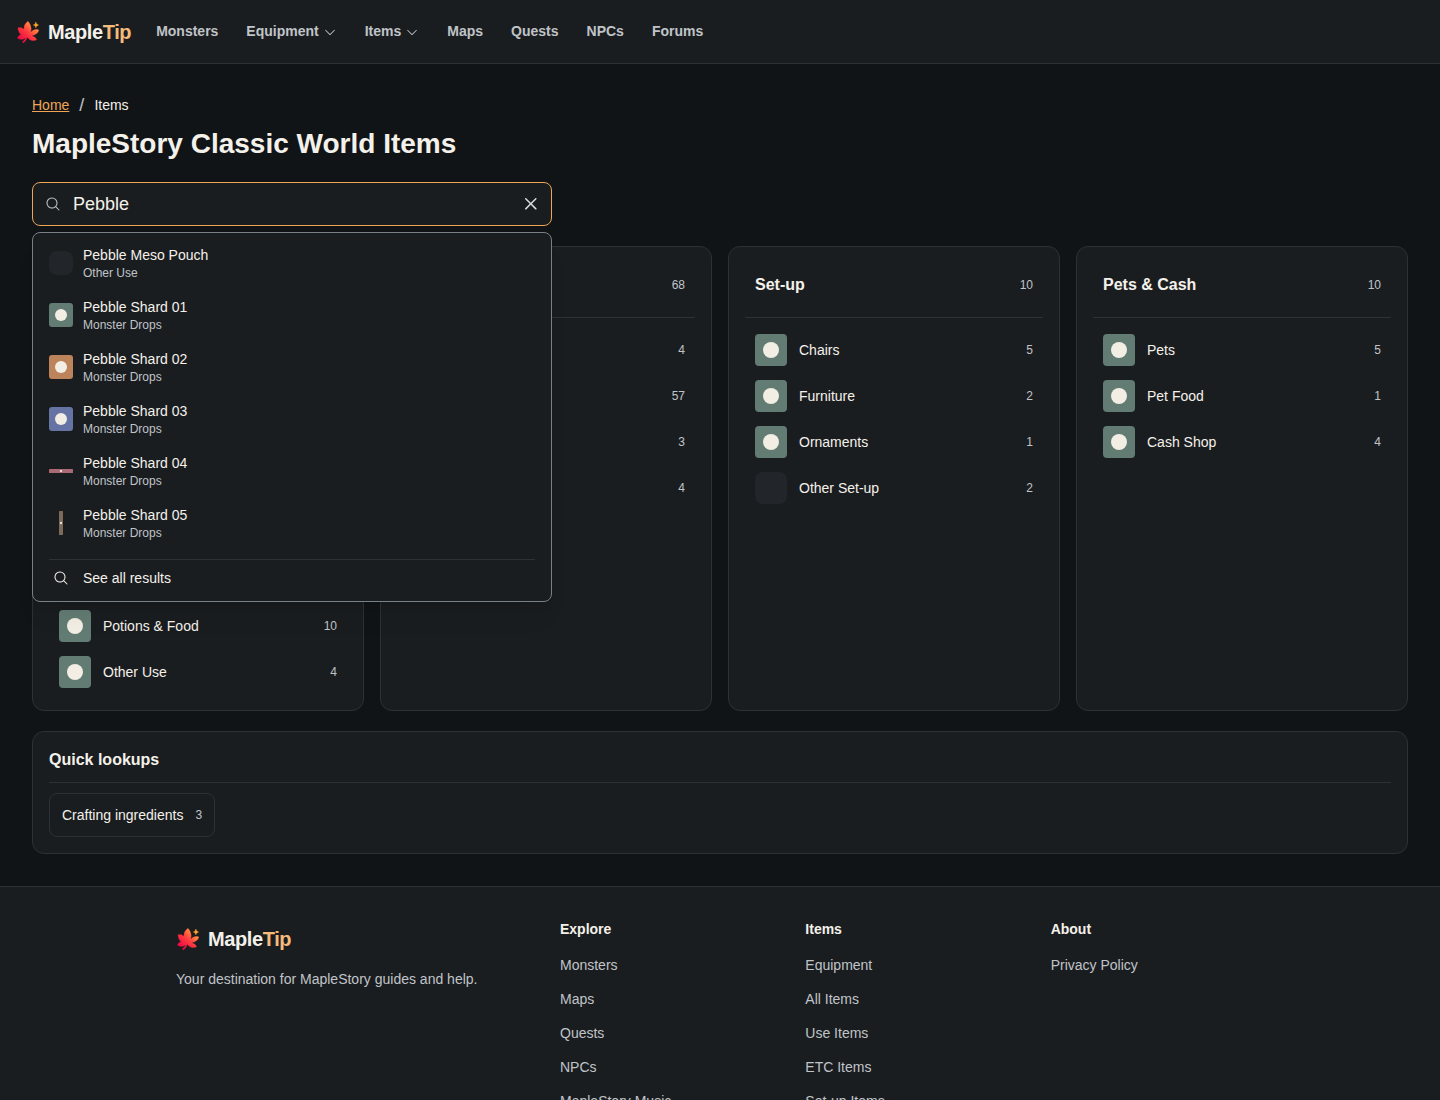 MapleTip
Monsters
Equipment
Items
Maps
Quests
NPCs
Forums
Home / Items
MapleStory Classic World Items
Pebble
Pebble Meso Pouch
Other Use
Pebble Shard 01
Monster Drops
Pebble Shard 02
Monster Drops
Pebble Shard 03
Monster Drops
Pebble Shard 04
Monster Drops
Pebble Shard 05
Monster Drops
See all results
Potions & Food 10
Other Use 4
68
4
57
3
4
Set-up 10
Chairs 5
Furniture 2
Ornaments 1
Other Set-up 2
Pets & Cash 10
Pets 5
Pet Food 1
Cash Shop 4
Quick lookups
Crafting ingredients 3
MapleTip
Your destination for MapleStory guides and help.
Explore
Monsters
Maps
Quests
NPCs
MapleStory Music
Items
Equipment
All Items
Use Items
ETC Items
Set-up Items
About
Privacy Policy